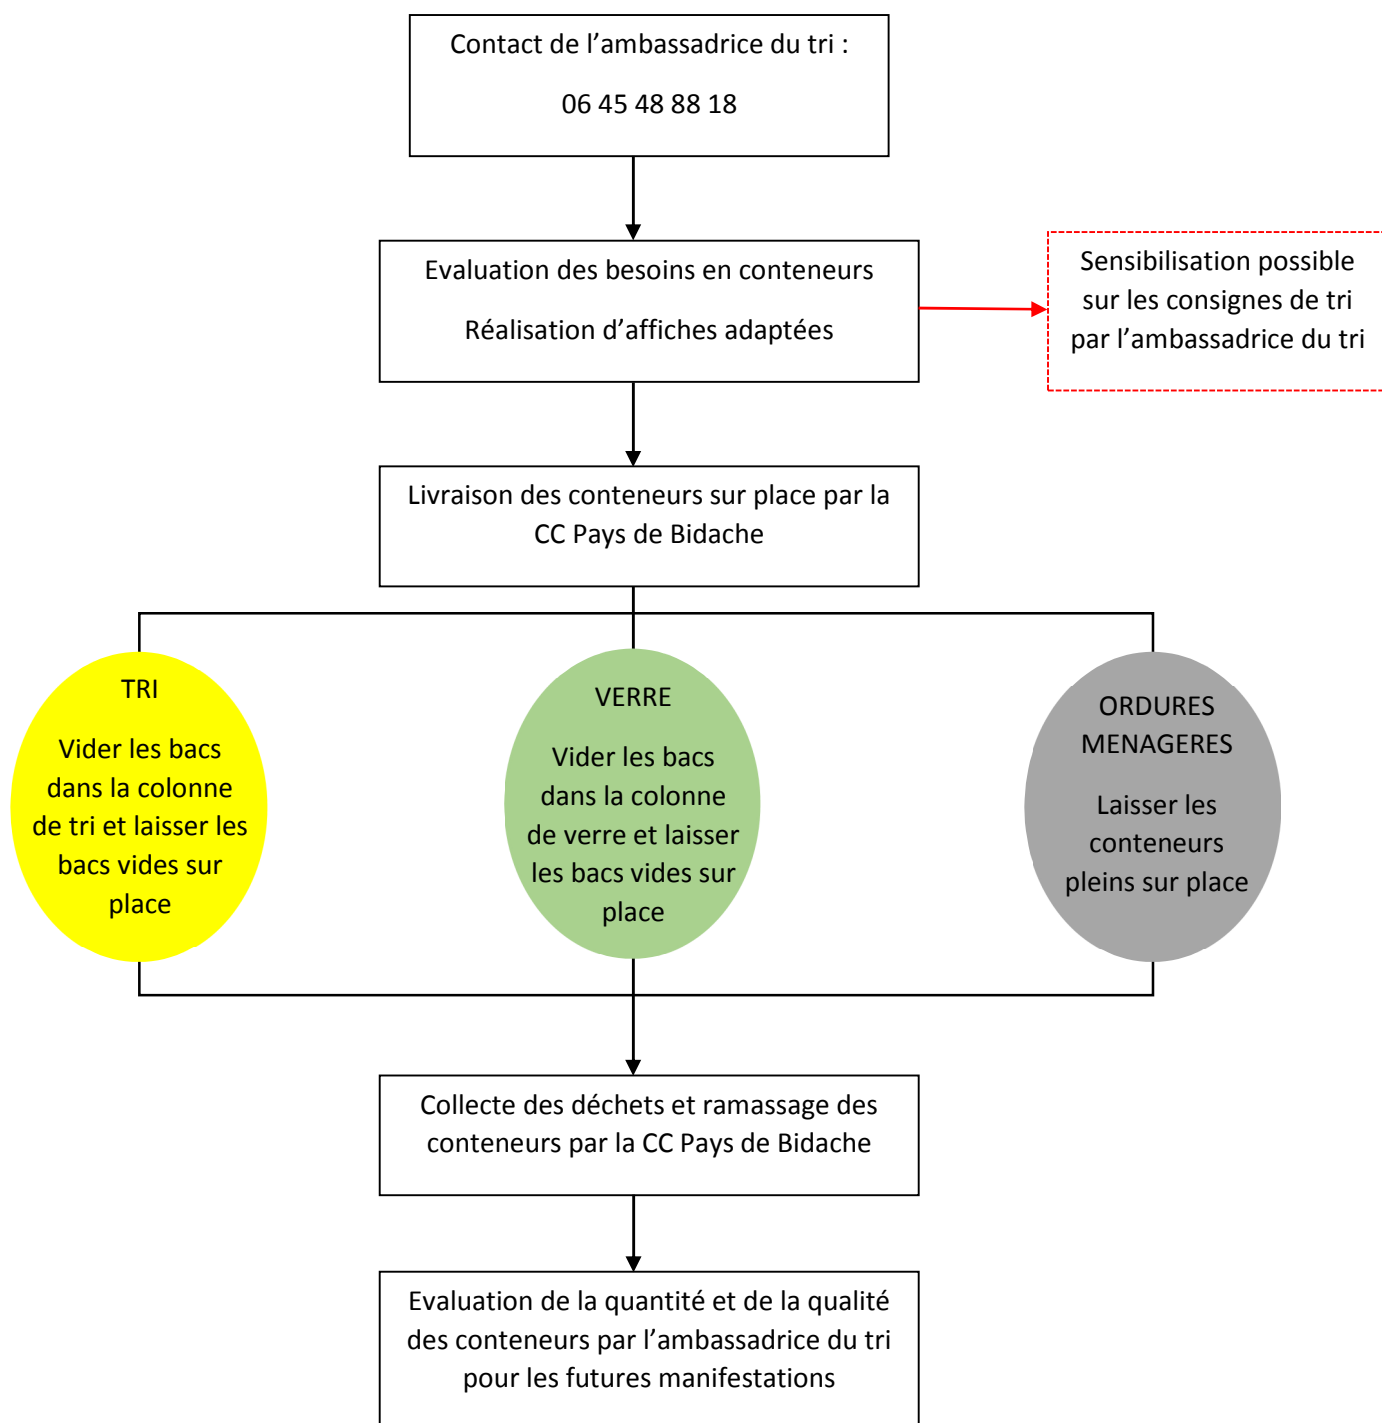 Contact de l’ambassadrice du tri :
06 45 48 88 18
Evaluation des besoins en conteneurs
Réalisation d’affiches adaptées
Sensibilisation possible
sur les consignes de tri
par l’ambassadrice du tri
Livraison des conteneurs sur place par la
CC Pays de Bidache
TRI
Vider les bacs
dans la colonne
de tri et laisser les
bacs vides sur
place
VERRE
Vider les bacs
dans la colonne
de verre et laisser
les bacs vides sur
place
ORDURES
MENAGERES
Laisser les
conteneurs
pleins sur place
Collecte des déchets et ramassage des
conteneurs par la CC Pays de Bidache
Evaluation de la quantité et de la qualité
des conteneurs par l’ambassadrice du tri
pour les futures manifestations